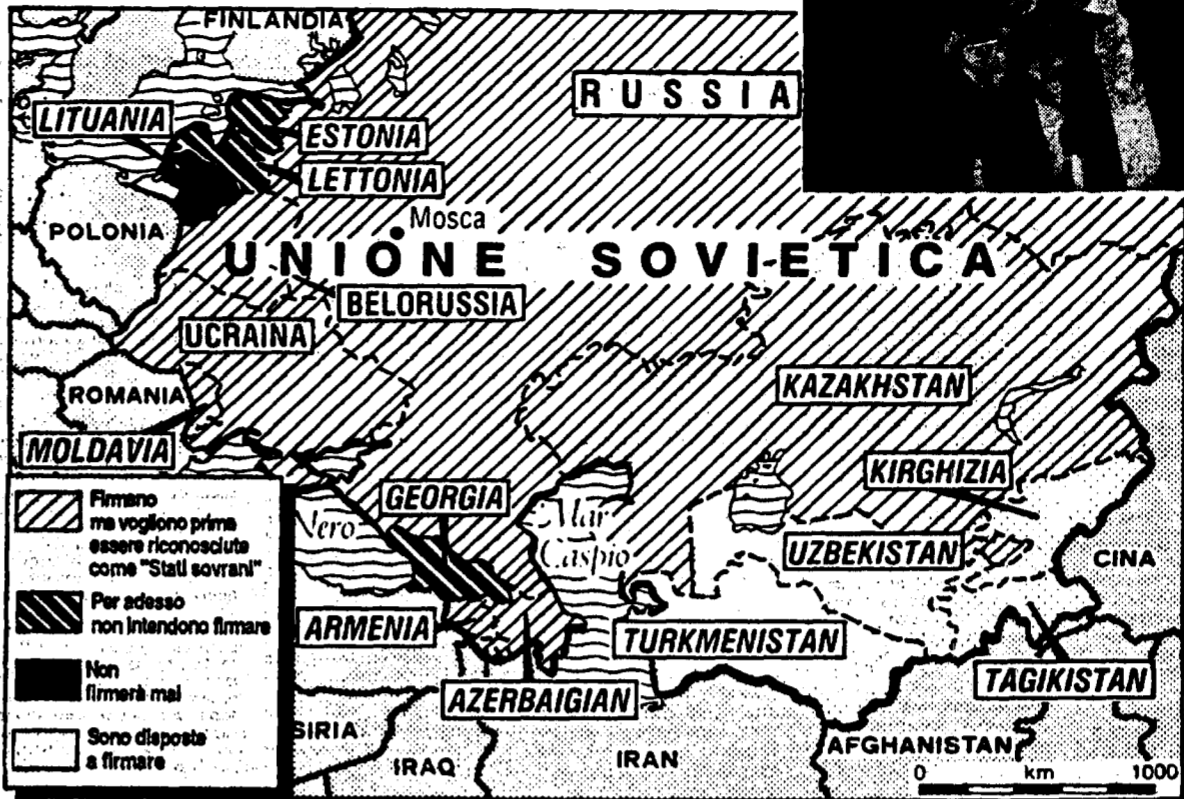 FINLANDIA
RUSSIA
LITUANIA
ESTONIA
LETTONIA
POLONIA
Mosca
UNIONE SOVIETICA
BELORUSSIA
UCRAINA
ROMANIA
KAZAKHSTAN
MOLDAVIA
KIRGHIZIA
GEORGIA
Nero
Mar
Caspio
UZBEKISTAN
CINA
ARMENIA
TURKMENISTAN
TAGIKISTAN
AZERBAIGIAN
SIRIA
IRAQ
IRAN
AFGHANISTAN
0 km 1000
Firmano
ma vogliono prima
essere riconosciute
come "Stati sovrani"
Per adesso
non intendono firmare
Non
firmerà mai
Sono disposte
a firmare